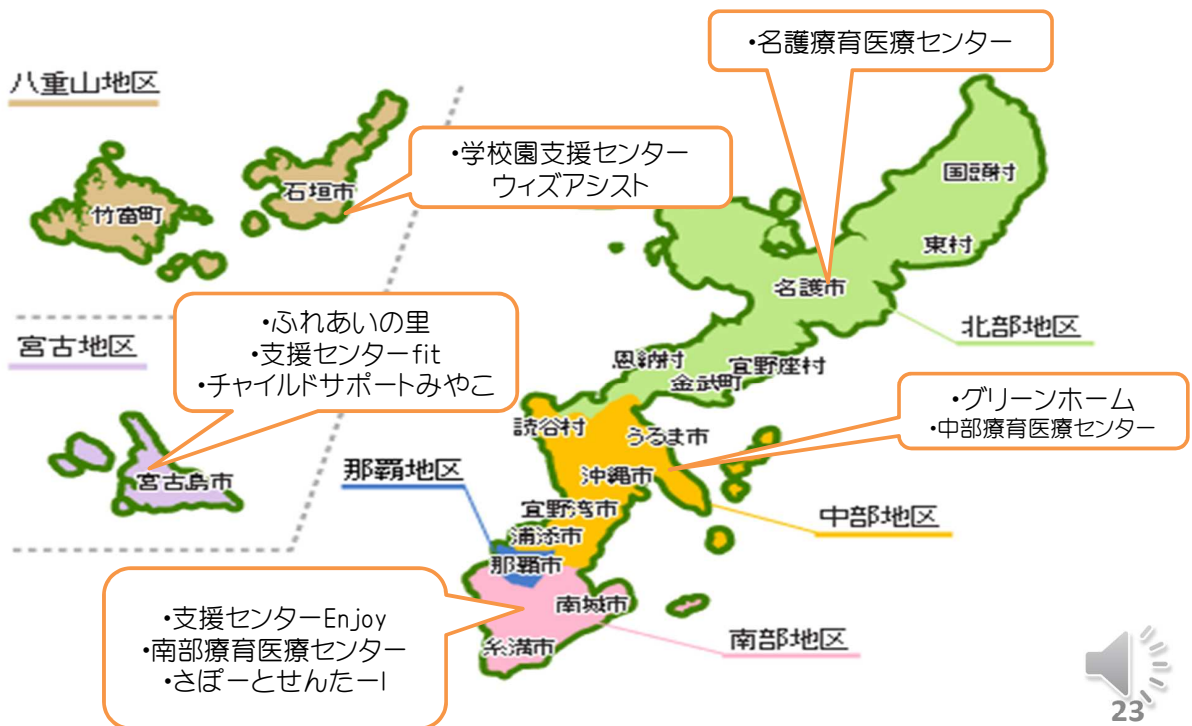 ・名護療育医療センター
八重山地区
・学校園支援センター
ウィズアシスト
石垣市
竹富町
国頭村
東村
名護市
・ふれあいの里
・支援センターfit
・チャイルドサポートみやこ
宮古地区
北部地区
恩納村
宜野座村
金武町
・グリーンホーム
・中部療育医療センター
読谷村
うるま市
那覇地区
沖縄市
宮古島市
宜野湾市
中部地区
浦添市
那覇市
・支援センターEnjoy
・南部療育医療センター
・さぽーとせんたーi
南城市
糸満市
南部地区
23